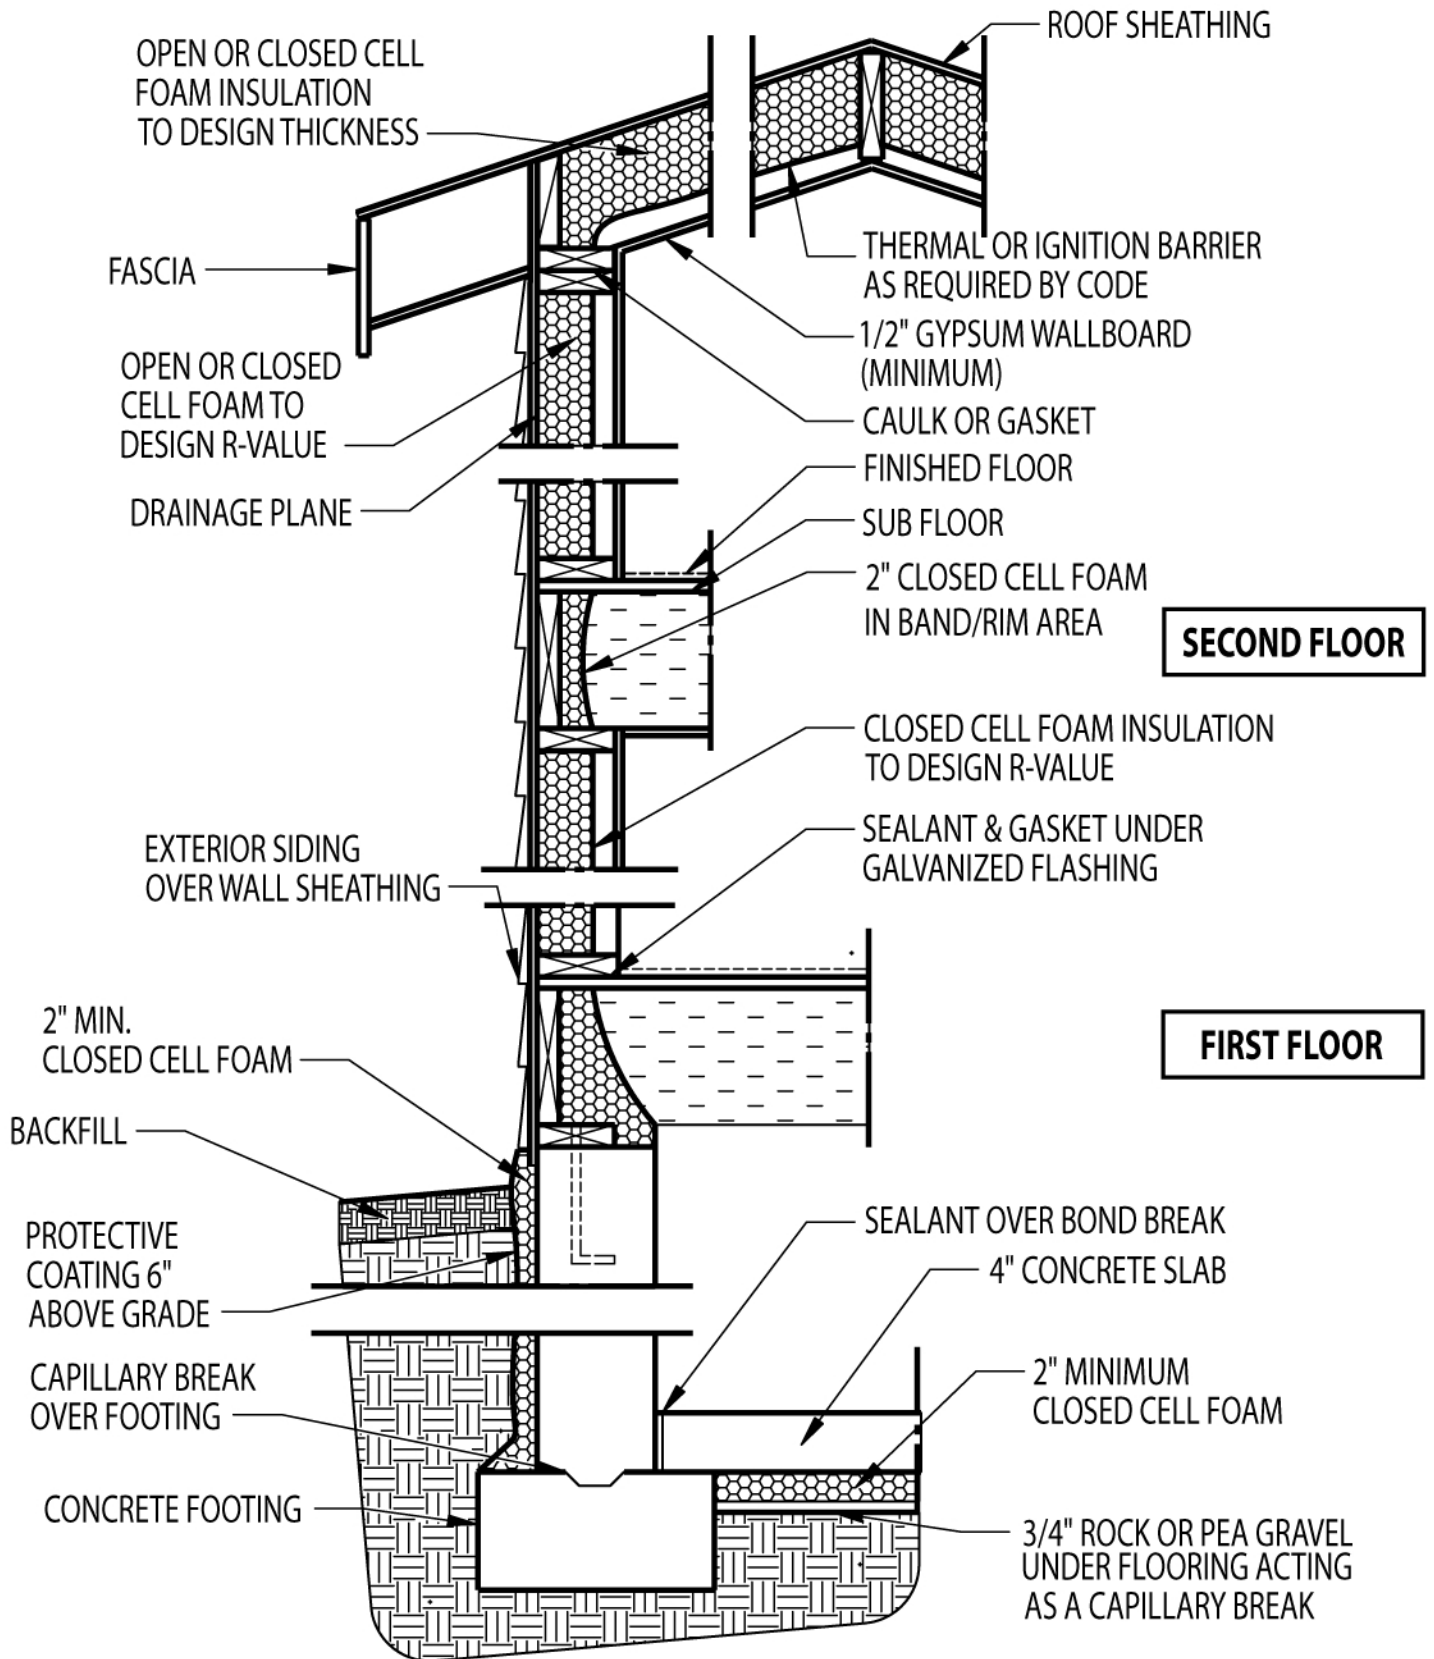 ROOF SHEATHING
OPEN OR CLOSED CELL
FOAM INSULATION
TO DESIGN THICKNESS
FASCIA
THERMAL OR IGNITION BARRIER
AS REQUIRED BY CODE
1/2" GYPSUM WALLBOARD
(MINIMUM)
OPEN OR CLOSED
CELL FOAM TO
DESIGN R-VALUE
CAULK OR GASKET
FINISHED FLOOR
DRAINAGE PLANE
SUB FLOOR
2" CLOSED CELL FOAM
IN BAND/RIM AREA
SECOND FLOOR
CLOSED CELL FOAM INSULATION
TO DESIGN R-VALUE
EXTERIOR SIDING
OVER WALL SHEATHING
SEALANT & GASKET UNDER
GALVANIZED FLASHING
2" MIN.
CLOSED CELL FOAM
FIRST FLOOR
BACKFILL
PROTECTIVE
COATING 6"
ABOVE GRADE
SEALANT OVER BOND BREAK
4" CONCRETE SLAB
CAPILLARY BREAK
OVER FOOTING
2" MINIMUM
CLOSED CELL FOAM
CONCRETE FOOTING
3/4" ROCK OR PEA GRAVEL
UNDER FLOORING ACTING
AS A CAPILLARY BREAK